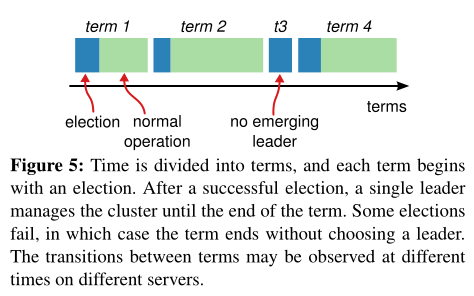 term 1 term 2 t3 term 4
terms
election normal operation no emerging leader
Figure 5: Time is divided into terms, and each term begins
with an election. After a successful election, a single leader
manages the cluster until the end of the term. Some elections
fail, in which case the term ends without choosing a leader.
The transitions between terms may be observed at different
times on different servers.